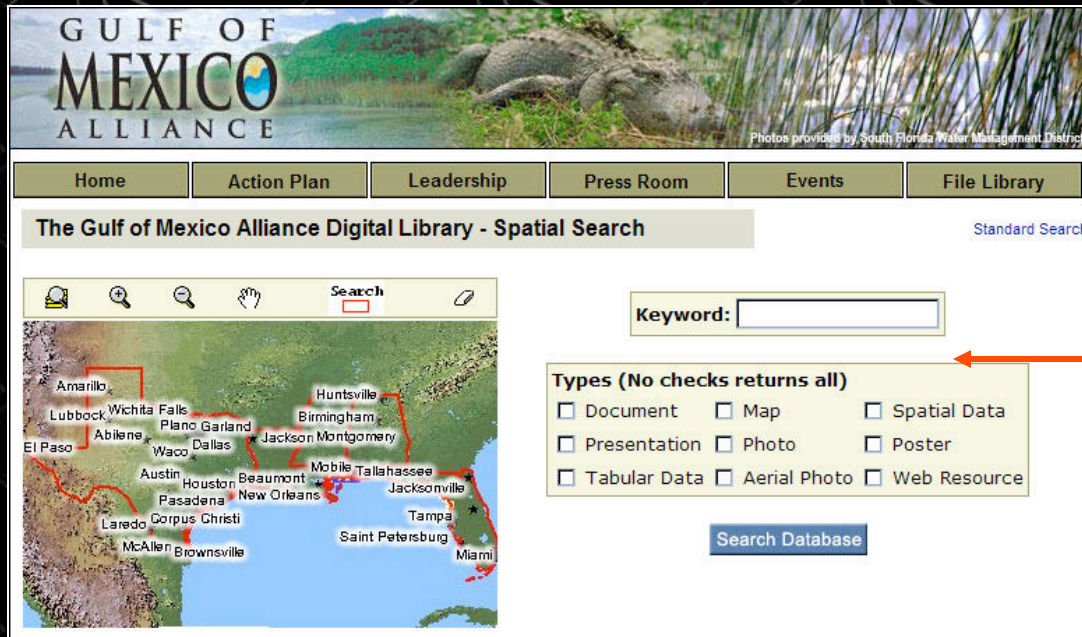 GULF OF
MEXICO
ALLIANCE
Photos provided by South Florida Water Management District
Home Action Plan Leadership Press Room Events File Library
The Gulf of Mexico Alliance Digital Library - Spatial Search
Standard Search
Search
Keyword:
Types (No checks returns all)
Document Map Spatial Data
Presentation Photo Poster
Tabular Data Aerial Photo Web Resource
Search Database
Amarillo
Huntsville
Lubbock Wichita Falls
Birmingham
Plano Garland
El Paso Abilene Dallas Jackson Montgomery
Waco
Austin Beaumont Mobile Tallahassee
Houston
Pasadena New Orleans Jacksonville
Laredo Corpus Christi Tampa
Saint Petersburg
McAllen Brownsville Miami